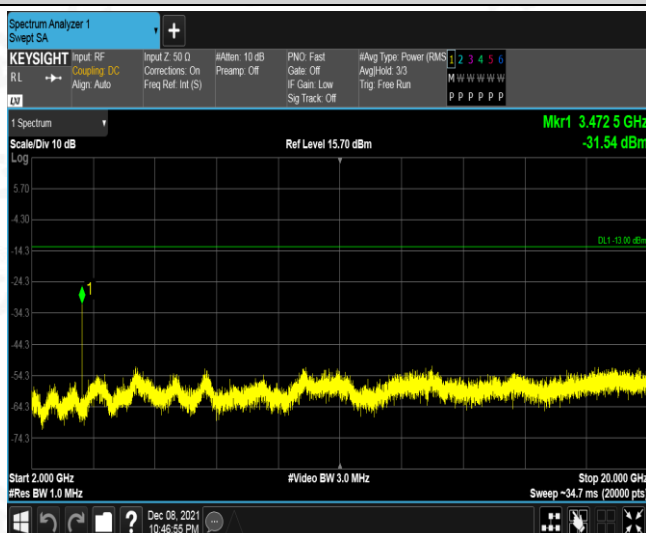 Spectrum Analyzer 1
Swept SA
+
KEYSIGHT
RL
LXI
Input: RF
Coupling: DC
Align: Auto
Input Z: 50 Ω
Corrections: On
Freq Ref: Int (S)
#Atten: 10 dB
Preamp: Off
PNO: Fast
Gate: Off
IF Gain: Low
Sig Track: Off
#Avg Type: Power (RMS
Avg|Hold: 3/3
Trig: Free Run
1 2 3 4 5 6
M W W W W W
P P P P P P
1 Spectrum
Mkr1 3.472 5 GHz
Scale/Div 10 dB
Ref Level 15.70 dBm
-31.54 dBm
Log
5.70
-4.30
DL1 -13.00 dBm
-14.3
-24.3
1
-34.3
-44.3
-54.3
-64.3
-74.3
Start 2.000 GHz
#Video BW 3.0 MHz
Stop 20.000 GHz
#Res BW 1.0 MHz
Sweep ~34.7 ms (20000 pts)
?
Dec 08, 2021
10:46:55 PM